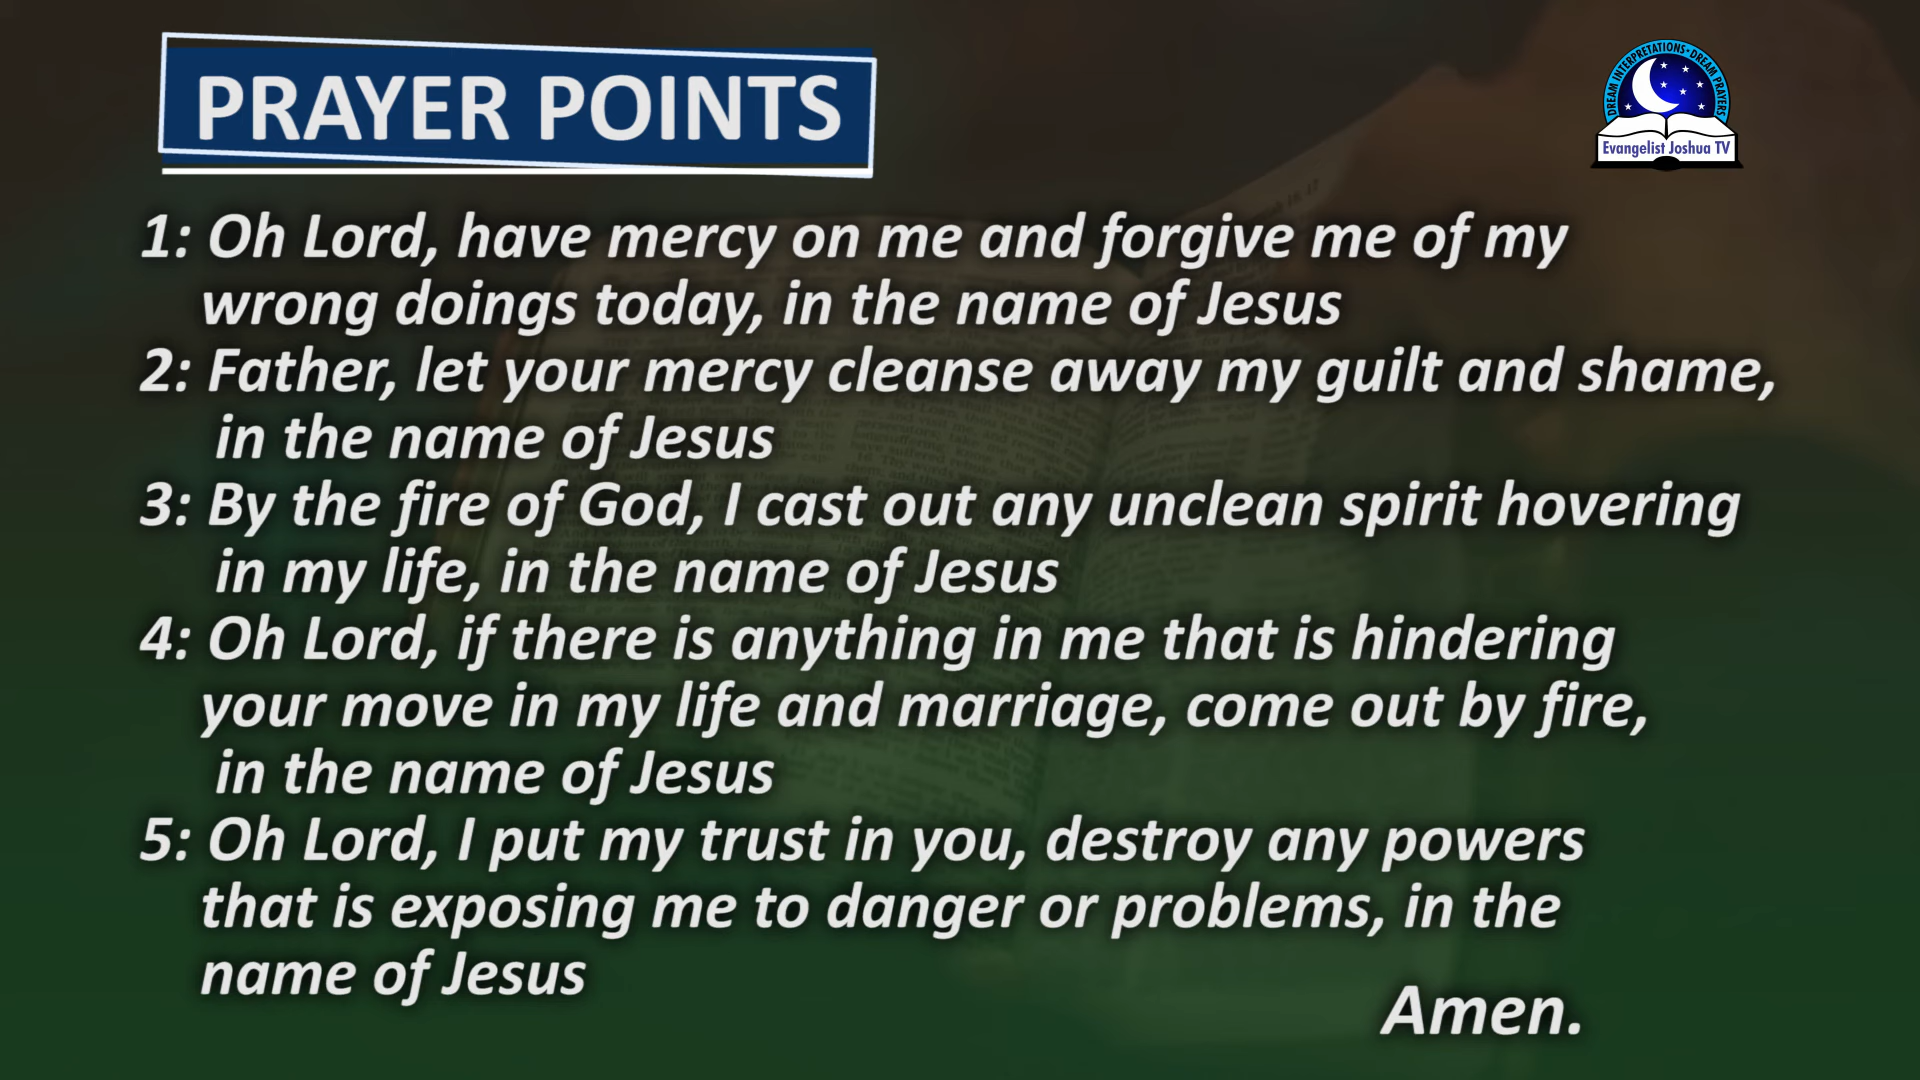 PRAYER POINTS
DREAM INTERPRETATIONS - DREAM PRAYERS
Evangelist Joshua TV
1: Oh Lord, have mercy on me and forgive me of my
wrong doings today, in the name of Jesus
2: Father, let your mercy cleanse away my guilt and shame,
in the name of Jesus
3: By the fire of God, I cast out any unclean spirit hovering
in my life, in the name of Jesus
4: Oh Lord, if there is anything in me that is hindering
your move in my life and marriage, come out by fire,
in the name of Jesus
5: Oh Lord, I put my trust in you, destroy any powers
that is exposing me to danger or problems, in the
name of Jesus
Amen.